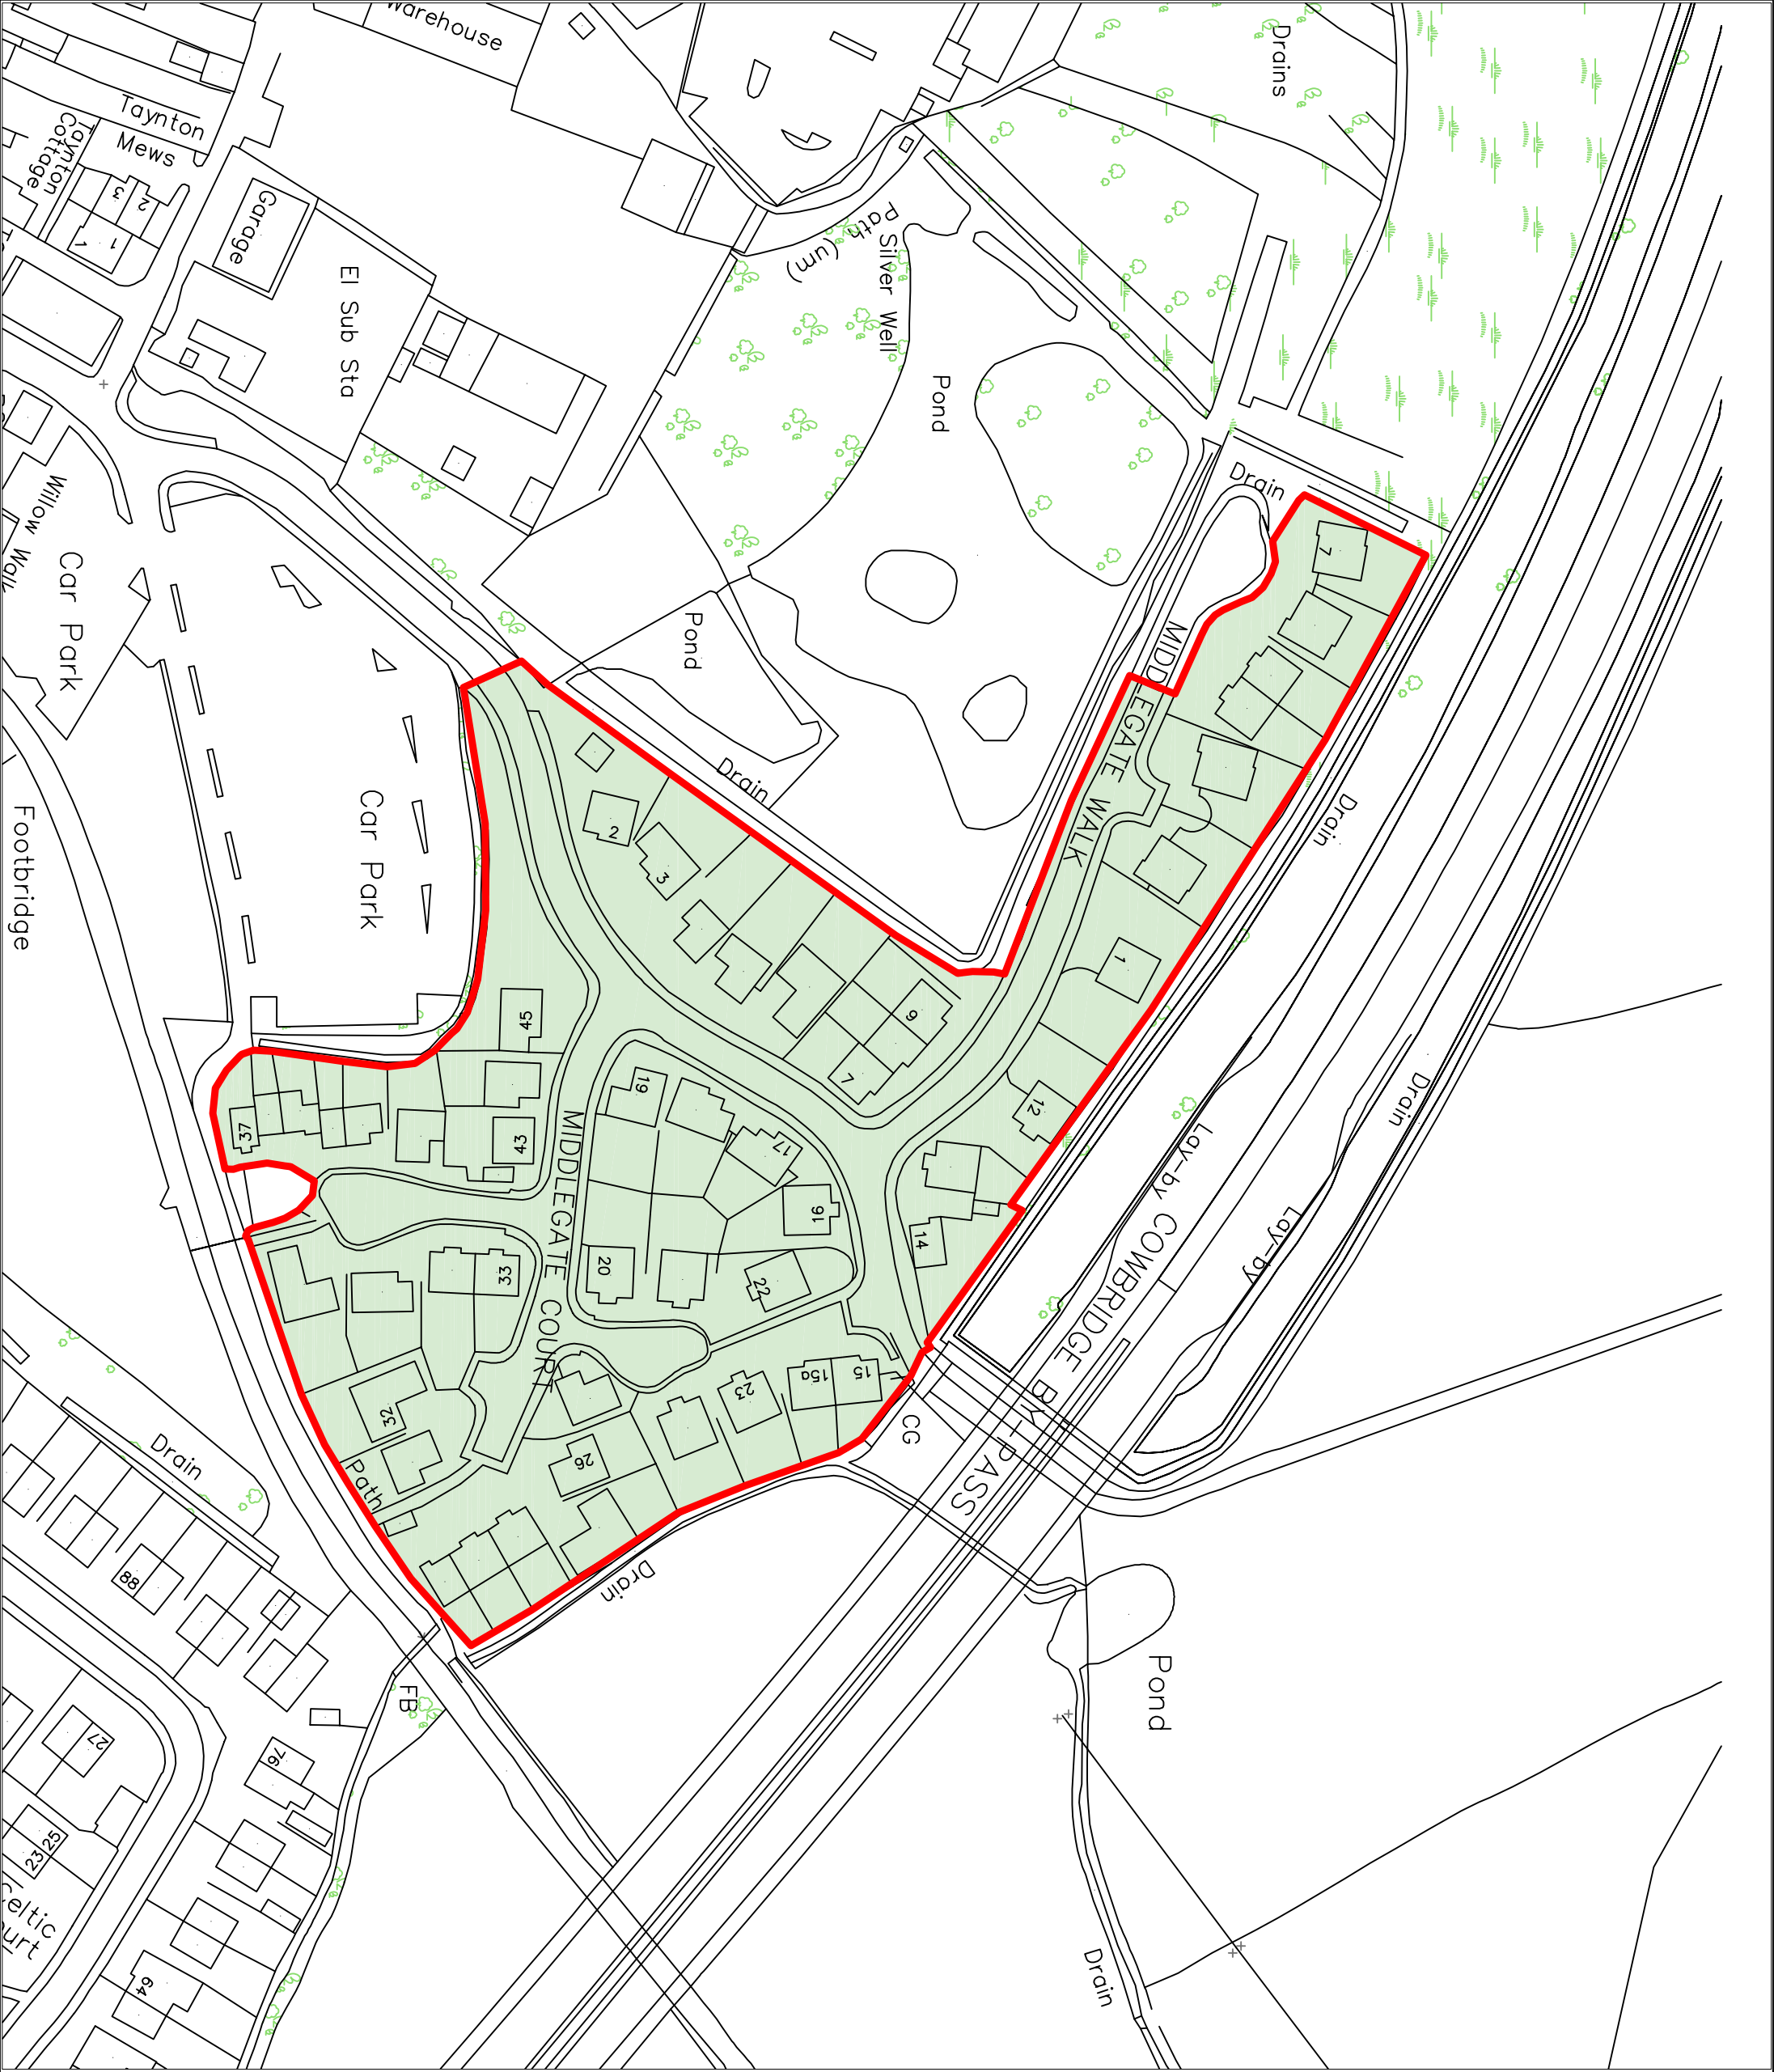 Warehouse
Drains
Taynton
Mews
Taynton
Cottage
3
2
1
Garage
El Sub Sta
Path (um)
Silver Well
Pond
Drain
7
Willow Walk
Car Park
Pond
MIDDLEGATE WALK
Drain
2
3
Car Park
Footbridge
Drain
1
9
7
45
19
12
Drain
37
43
17
MIDDLEGATE COURT
16
14
20
22
33
Lay-by
Lay-by
COWBRIDGE BY-PASS
15a
15
23
32
26
CG
Path
Drain
88
Drain
FB
Pond
27
76
25
23
64
Drain